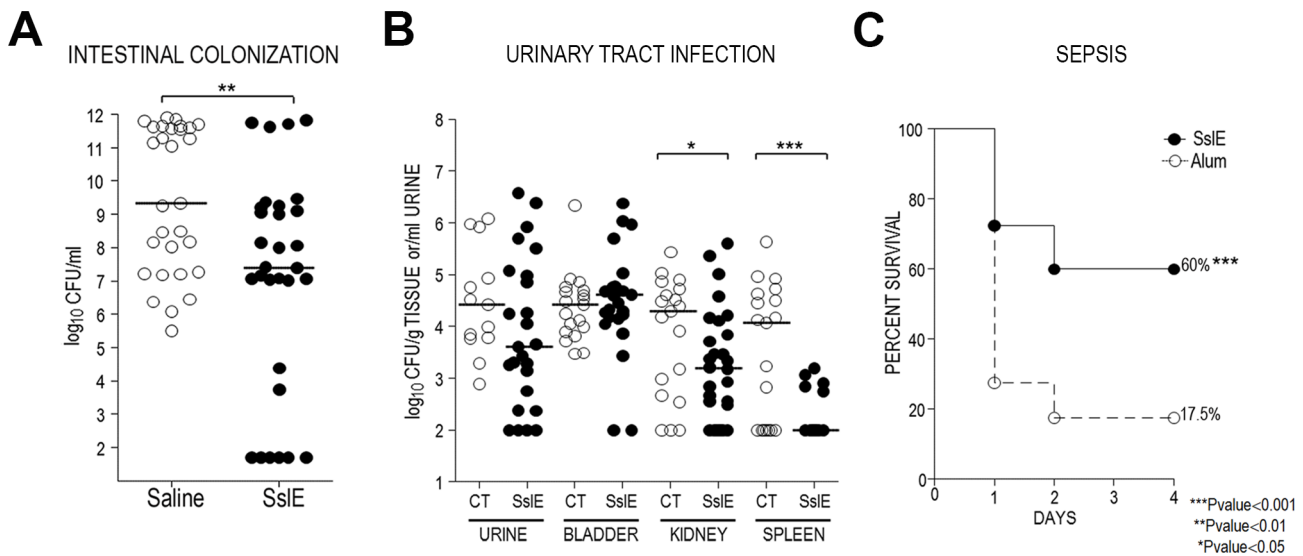 A
INTESTINAL COLONIZATION
**
log10 CFU/ml
12
11
10
9
8
7
6
5
4
3
2
Saline
SslE
B
URINARY TRACT INFECTION
*
***
log10 CFU/g TISSUE or/ml URINE
8
7
6
5
4
3
2
1
CT SslE CT SslE CT SslE CT SslE
URINE BLADDER KIDNEY SPLEEN
C
SEPSIS
SslE
Alum
PERCENT SURVIVAL
100
80
60
40
20
0
60% ***
17.5%
0 1 2 3 4
DAYS
***Pvalue<0.001
**Pvalue<0.01
*Pvalue<0.05